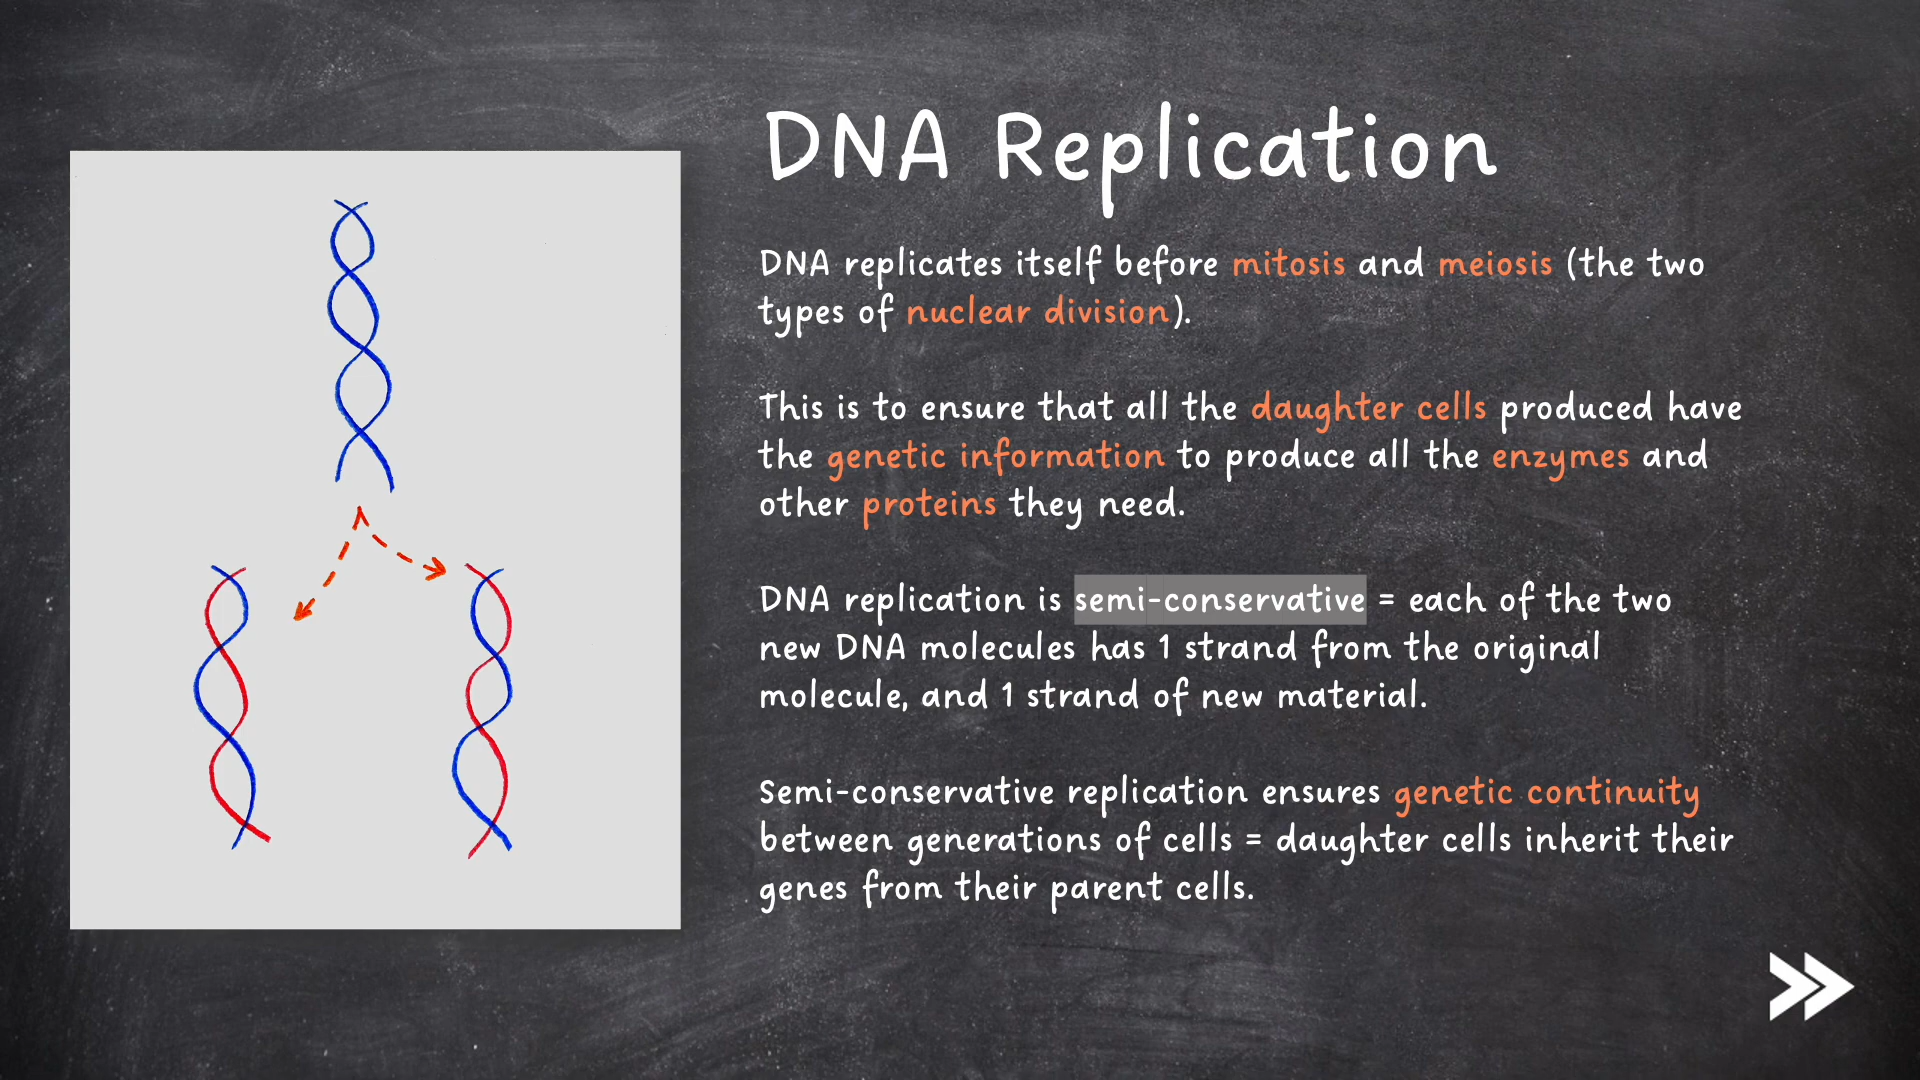 DNA Replication
DNA replicates itself before mitosis and meiosis (the two
types of nuclear division).
This is to ensure that all the daughter cells produced have
the genetic information to produce all the enzymes and
other proteins they need.
DNA replication is semi-conservative = each of the two
new DNA molecules has 1 strand from the original
molecule, and 1 strand of new material.
Semi-conservative replication ensures genetic continuity
between generations of cells = daughter cells inherit their
genes from their parent cells.